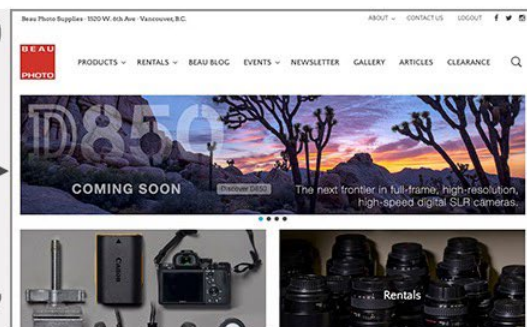 Beau Photo Supplies · 1520 W. 6th Ave · Vancouver, B.C.
ABOUT CONTACT US LOGOUT
BEAU
PHOTO
PRODUCTS RENTALS BEAU BLOG EVENTS NEWSLETTER GALLERY ARTICLES CLEARANCE
D850
COMING SOON
Discover D850
The next frontier in full-frame, high-resolution,
high-speed digital SLR cameras.
Canon
Rentals